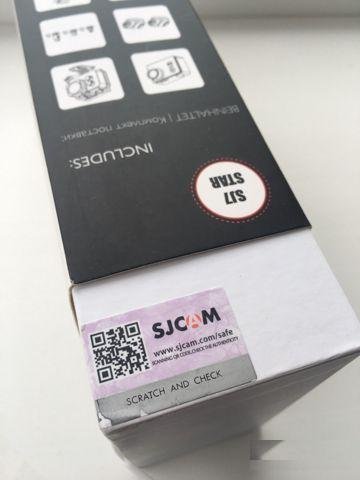 INCLUDES:
BEINHALTET | Комплект поставки:
SJ7
STAR
SJCAM
www.sjcam.com/safe
SCANNING QR CODE,CHECK THE AUTHENTICITY
SCRATCH AND CHECK